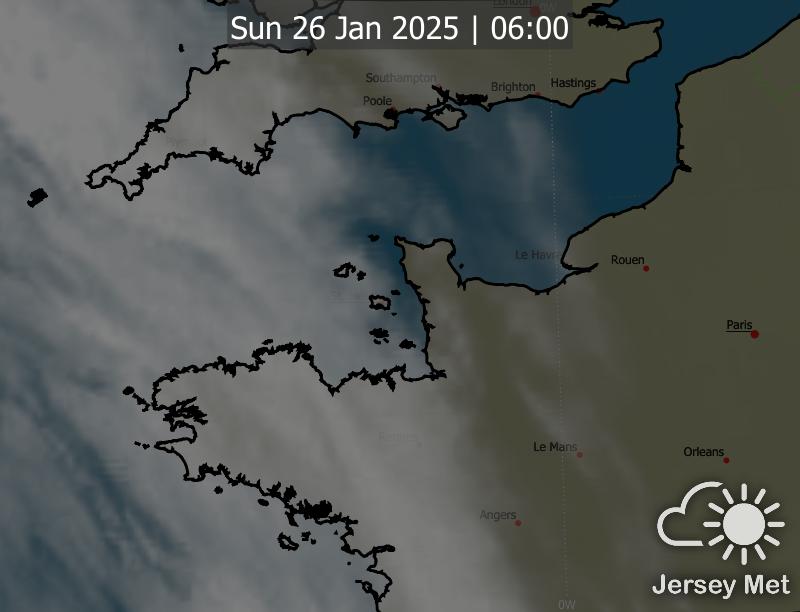 London
Sun 26 Jan 2025 | 06:00
Southampton
Brighton
Hastings
Poole
Le Havre
Rouen
Paris
Rennes
Le Mans
Orleans
Angers
Jersey Met
0W